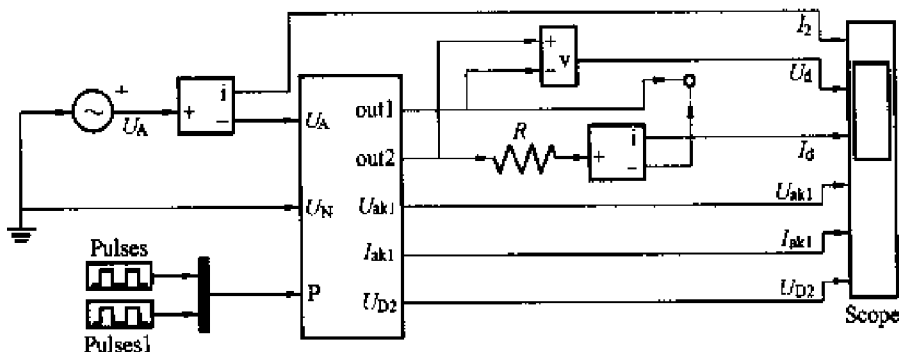 I2
+
v
−
Ud
+
i
+
−
UA
UA
out1
R
i
+
−
Id
out2
UN
Uak1
Uak1
Iak1
Iak1
Pulses
P
UD2
UD2
Scope
Pulses1